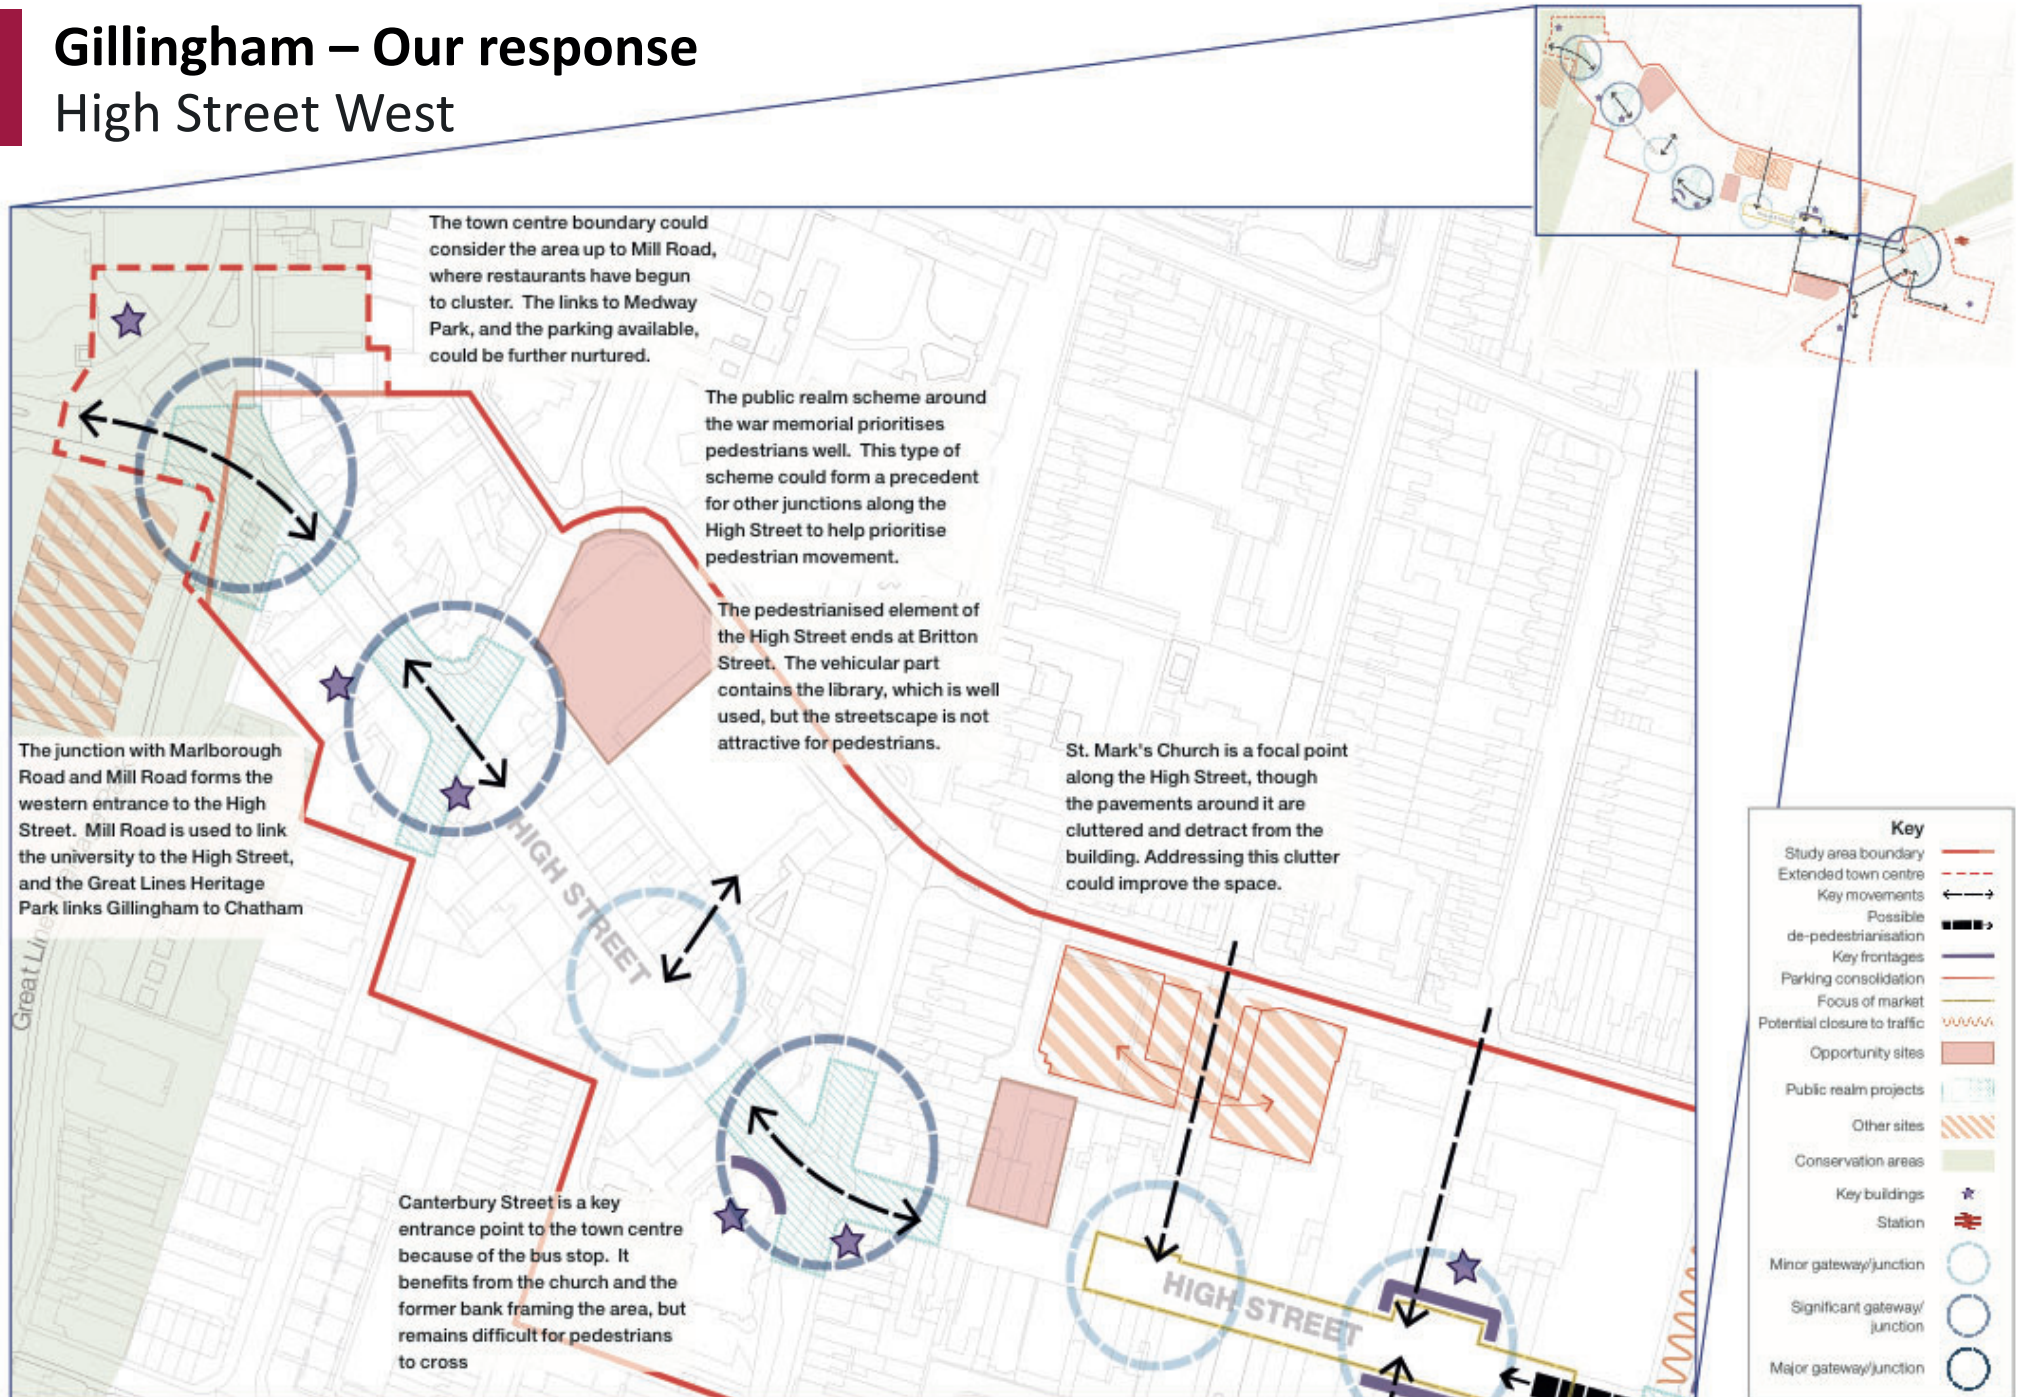 Gillingham – Our response
High Street West
The town centre boundary could
consider the area up to Mill Road,
where restaurants have begun
to cluster.  The links to Medway
Park, and the parking available,
could be further nurtured.
The public realm scheme around
the war memorial prioritises
pedestrians well.  This type of
scheme could form a precedent
for other junctions along the
High Street to help prioritise
pedestrian movement.
The pedestrianised element of
the High Street ends at Britton
Street.  The vehicular part
contains the library, which is well
used, but the streetscape is not
attractive for pedestrians.
The junction with Marlborough
Road and Mill Road forms the
western entrance to the High
Street.  Mill Road is used to link
the university to the High Street,
and the Great Lines Heritage
Park links Gillingham to Chatham
St. Mark's Church is a focal point
along the High Street, though
the pavements around it are
cluttered and detract from the
building. Addressing this clutter
could improve the space.
HIGH STREET
Great Line
Canterbury Street is a key
entrance point to the town centre
because of the bus stop.  It
benefits from the church and the
former bank framing the area, but
remains difficult for pedestrians
to cross
HIGH STREET
Key
Study area boundary
Extended town centre
Key movements
Possible
de-pedestrianisation
Key frontages
Parking consolidation
Focus of market
Potential closure to traffic
Opportunity sites
Public realm projects
Other sites
Conservation areas
Key buildings
Station
Minor gateway/junction
Significant gateway/
junction
Major gateway/junction